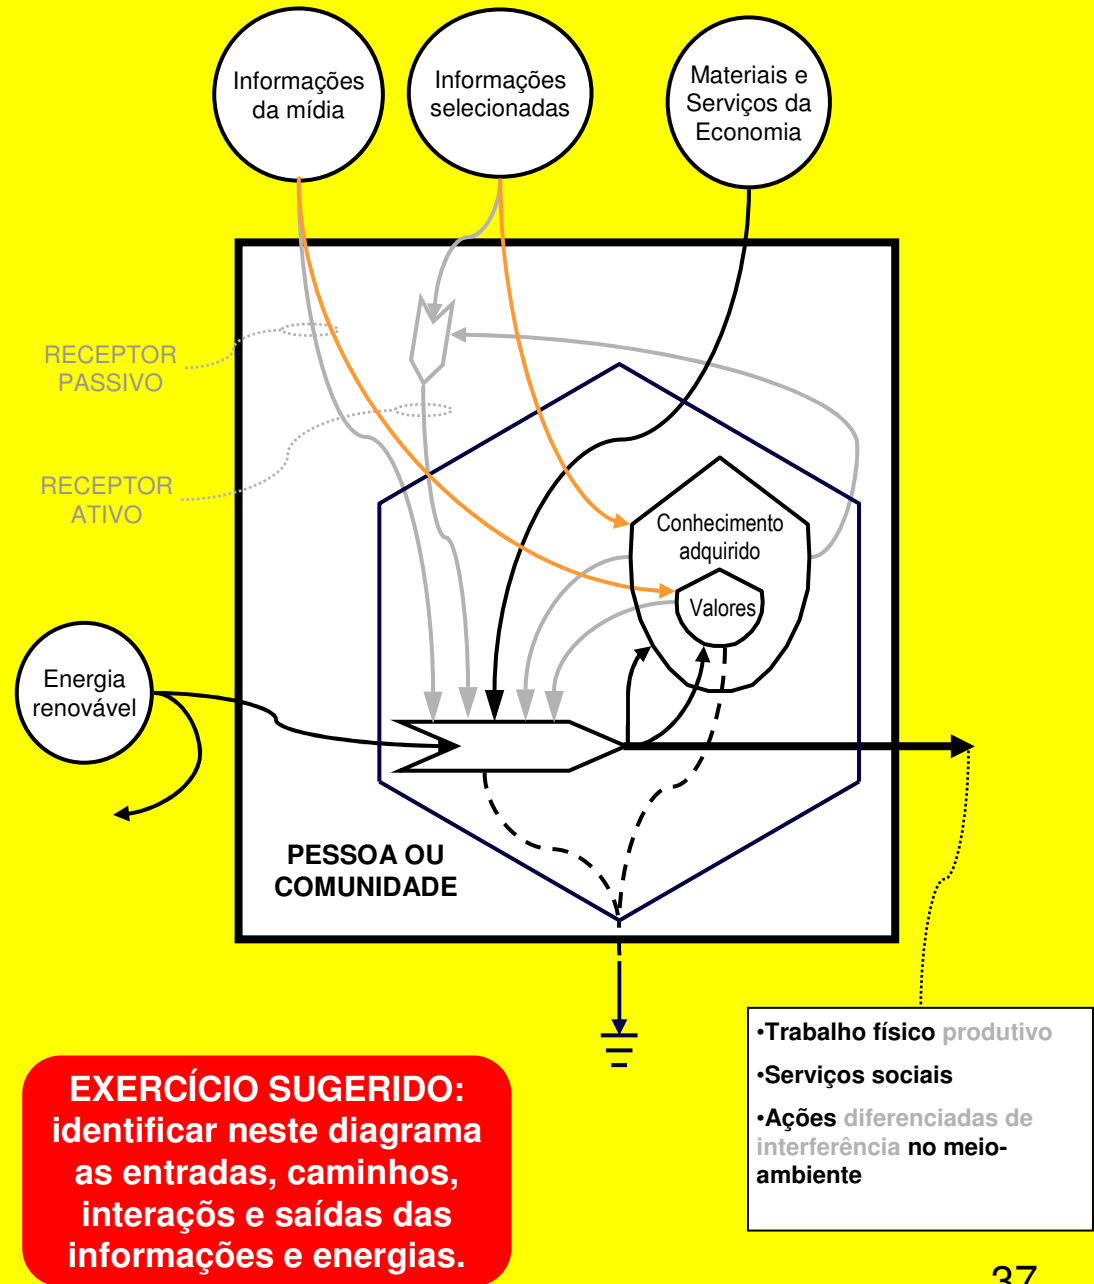 Informações
da mídia
Informações
selecionadas
Materiais e
Serviços da
Economia
RECEPTOR
PASSIVO
RECEPTOR
ATIVO
Conhecimento
adquirido
Valores
Energia
renovável
PESSOA OU
COMUNIDADE
•Trabalho físico produtivo
•Serviços sociais
•Ações diferenciadas de
interferência no meio-
ambiente
EXERCÍCIO SUGERIDO:
identificar neste diagrama
as entradas, caminhos,
interaçõs e saídas das
informações e energias.
37